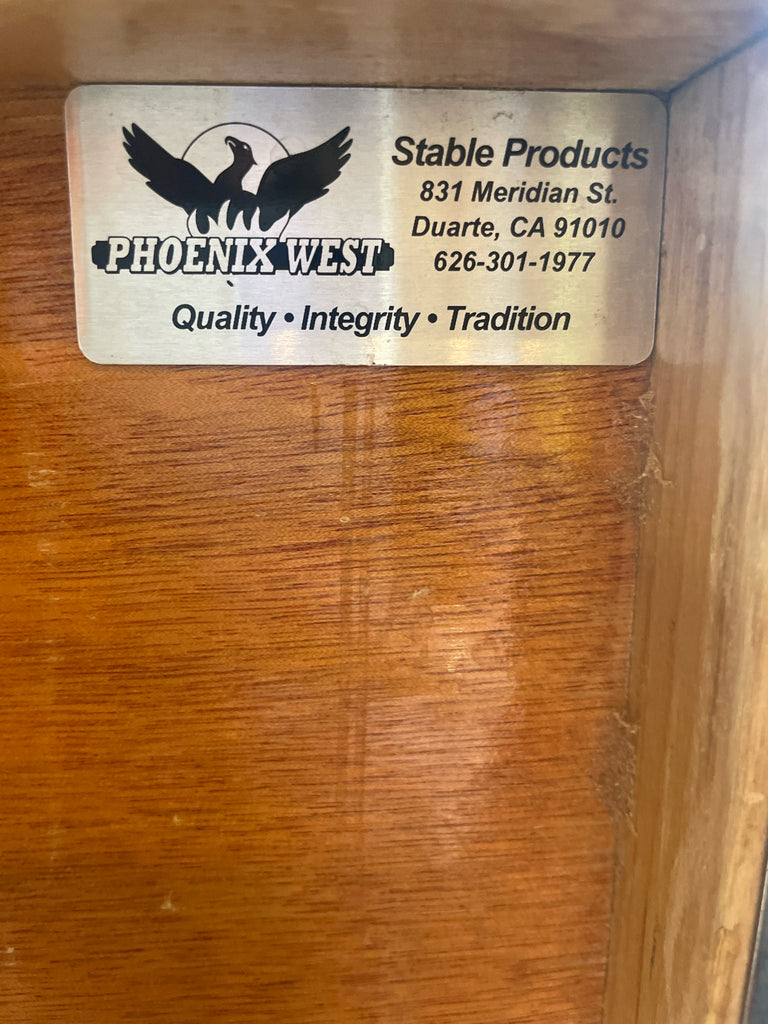 PHOENIX WEST
Stable Products
831 Meridian St.
Duarte, CA 91010
626-301-1977
Quality • Integrity • Tradition